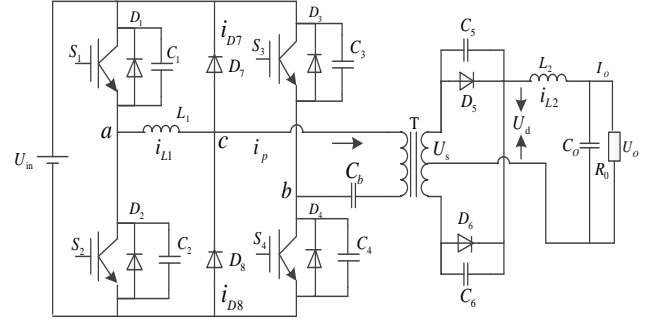 D1
iD7
D3
C5
S1
C1
S3
C3
D7
L2
Io
D5
iL2
L1
T
Ud
a
c
Us
CO
UO
iL1
ip
Uin
Cb
R0
b
D2
D4
D6
S2
C2
D8
S4
C4
iD8
C6